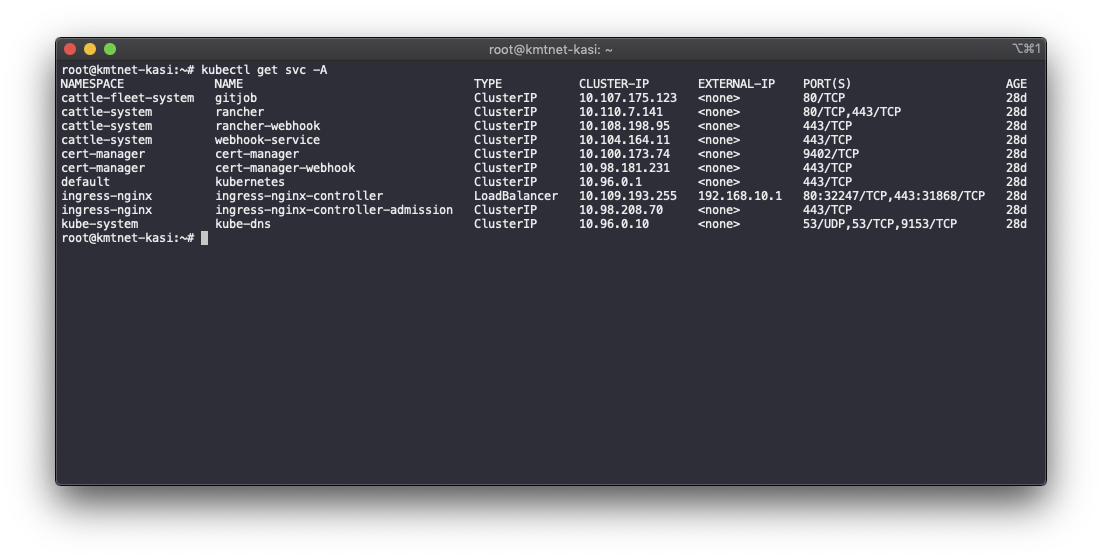 root@kmtnet-kasi: ~
⌥⌘1
root@kmtnet-kasi:~# kubectl get svc -A
NAMESPACE NAME TYPE CLUSTER-IP EXTERNAL-IP PORT(S) AGE
cattle-fleet-system gitjob ClusterIP 10.107.175.123 <none> 80/TCP 28d
cattle-system rancher ClusterIP 10.110.7.141 <none> 80/TCP,443/TCP 28d
cattle-system rancher-webhook ClusterIP 10.108.198.95 <none> 443/TCP 28d
cattle-system webhook-service ClusterIP 10.104.164.11 <none> 443/TCP 28d
cert-manager cert-manager ClusterIP 10.100.173.74 <none> 9402/TCP 28d
cert-manager cert-manager-webhook ClusterIP 10.98.181.231 <none> 443/TCP 28d
default kubernetes ClusterIP 10.96.0.1 <none> 443/TCP 28d
ingress-nginx ingress-nginx-controller LoadBalancer 10.109.193.255 192.168.10.1 80:32247/TCP,443:31868/TCP 28d
ingress-nginx ingress-nginx-controller-admission ClusterIP 10.98.208.70 <none> 443/TCP 28d
kube-system kube-dns ClusterIP 10.96.0.10 <none> 53/UDP,53/TCP,9153/TCP 28d
root@kmtnet-kasi:~#